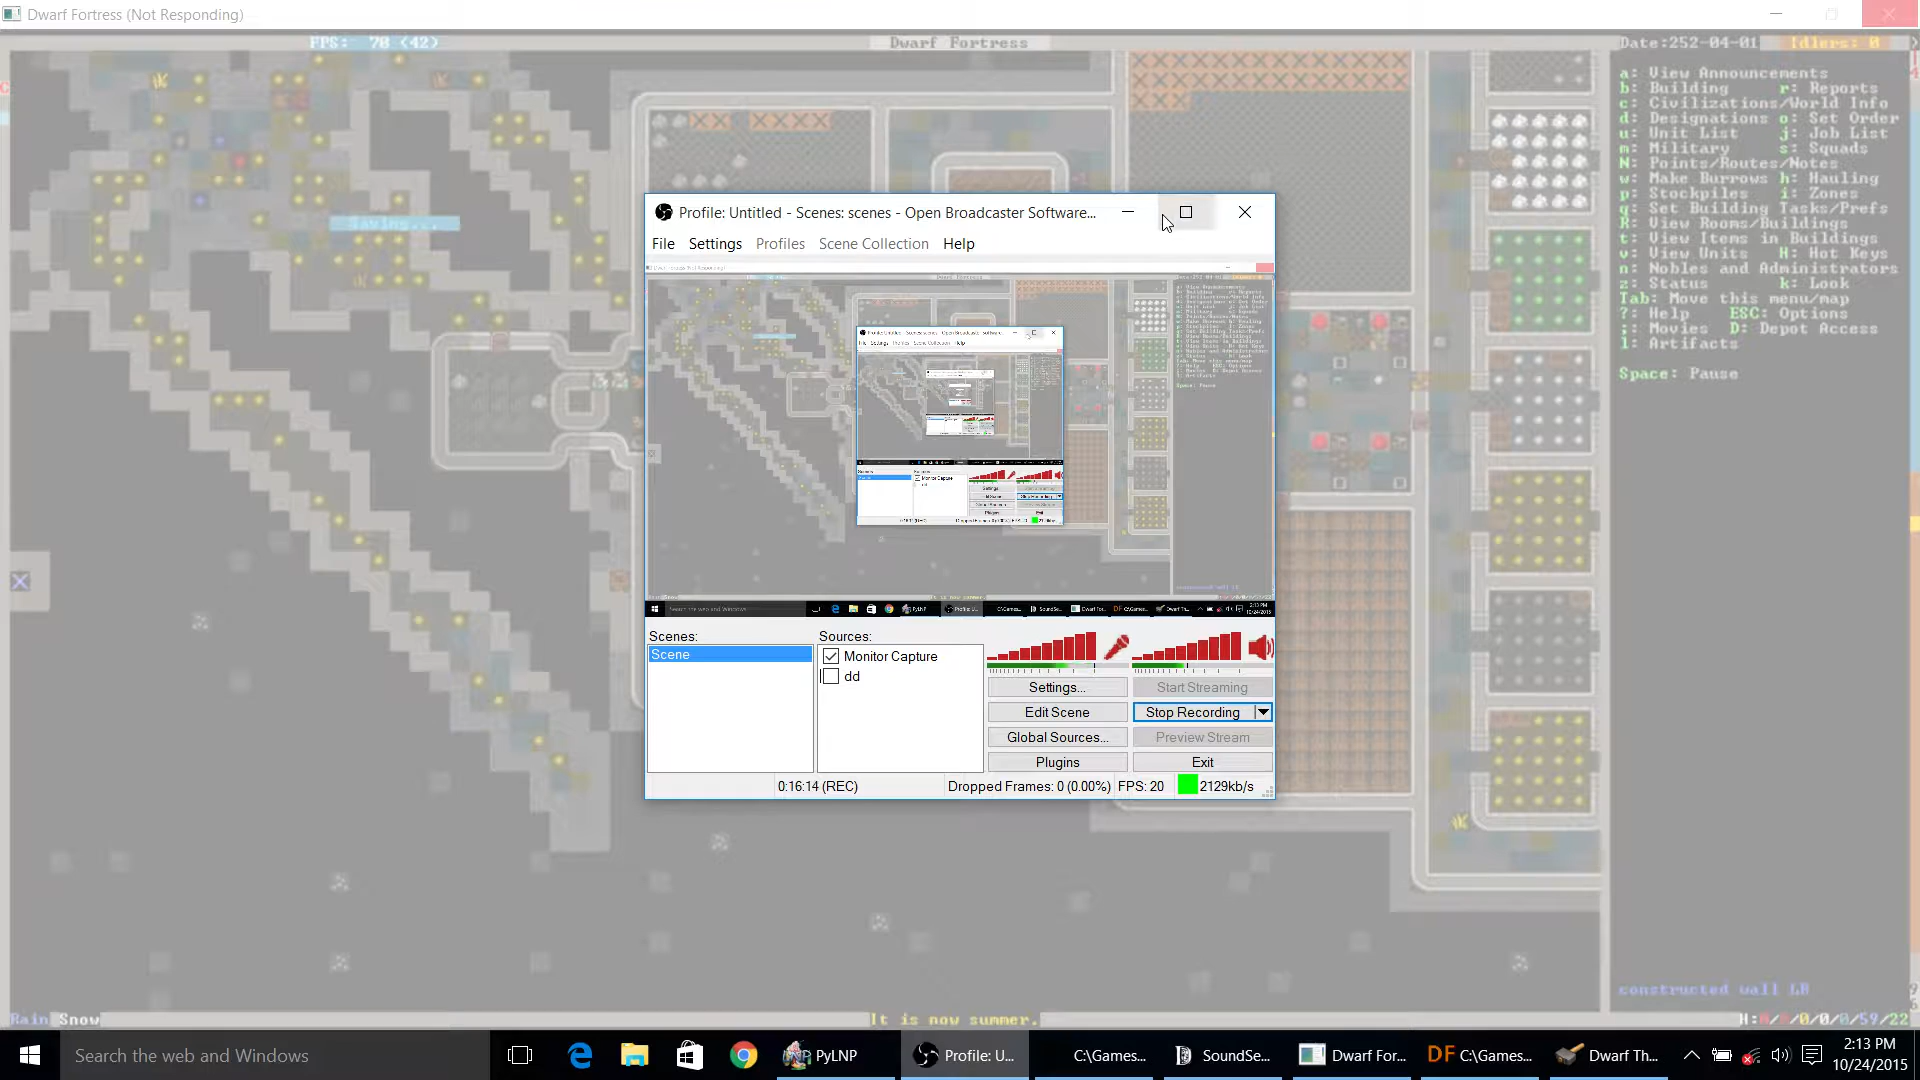 Dwarf Fortress (Not Responding)
FPS: 70 (42)
Dwarf Fortress
Date:252-04-01
Idlers: 0
a: View Announcements
b: Building r: Reports
c: Civilizations/World Info
d: Designations o: Set Order
u: Unit List j: Job List
m: Military s: Squads
N: Points/Routes/Notes
w: Make Burrows h: Hauling
p: Stockpiles i: Zones
q: Set Building Tasks/Prefs
R: View Rooms/Buildings
t: View Items in Buildings
v: View Units H: Hot Keys
n: Nobles and Administrators
z: Status k: Look
Tab: Move this menu/map
?: Help ESC: Options
;: Movies D: Depot Access
l: Artifacts
Space: Pause
Saving...
Profile: Untitled - Scenes: scenes - Open Broadcaster Software...
File Settings Profiles Scene Collection Help
Scenes:
Scene
Sources:
Monitor Capture
dd
Settings...
Start Streaming
Edit Scene
Stop Recording
Global Sources...
Preview Stream
Plugins
Exit
0:16:14 (REC)
Dropped Frames: 0 (0.00%)
FPS: 20
2129kb/s
constructed wall
Rain Snow
It is now summer.
Search the web and Windows
PyLNP
Profile: U...
C:\Games...
SoundSe...
Dwarf For...
DF C:\Games...
Dwarf Th...
2:13 PM
10/24/2015